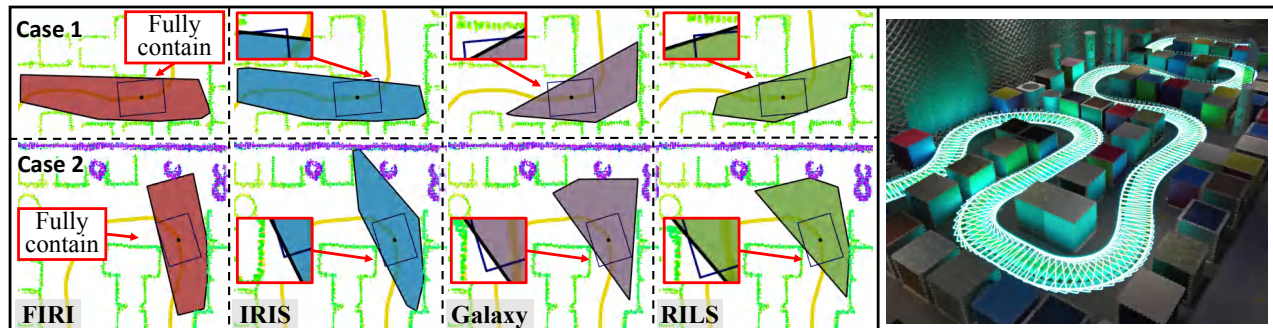 Case 1
Fully
contain
Case 2
Fully
contain
FIRI
IRIS
Galaxy
RILS